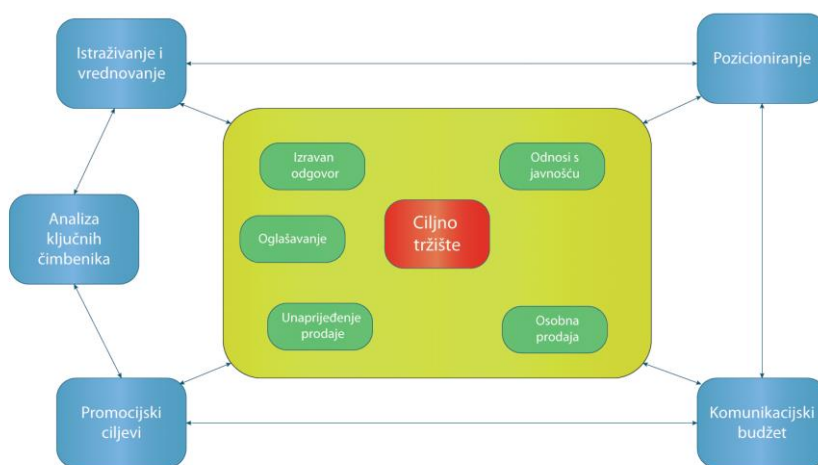 Istraživanje i
vrednovanje
Pozicioniranje
Izravan
odgovor
Odnosi s
javnošću
Analiza
ključnih
čimbenika
Oglašavanje
Ciljno
tržište
Unaprijeđenje
prodaje
Osobna
prodaja
Promocijski
ciljevi
Komunikacijski
budžet